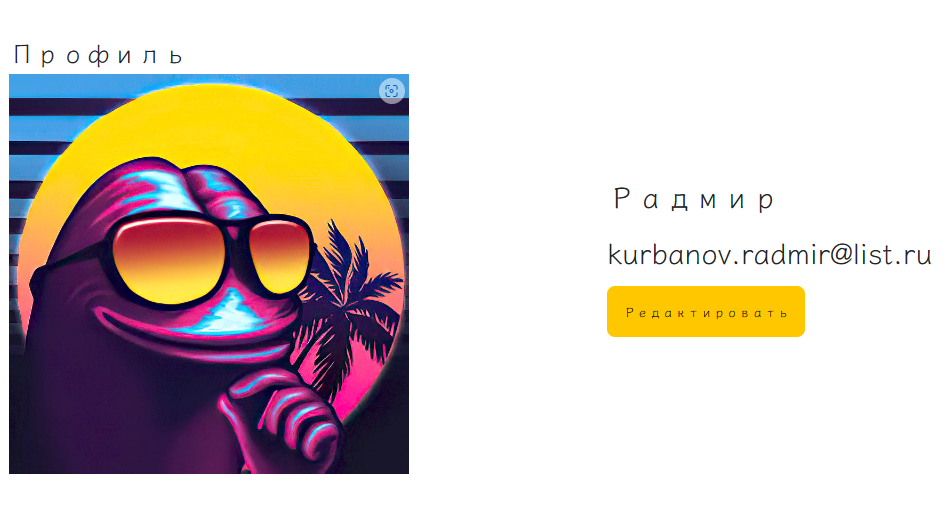 Профиль
Радмир
kurbanov.radmir@list.ru
Редактировать